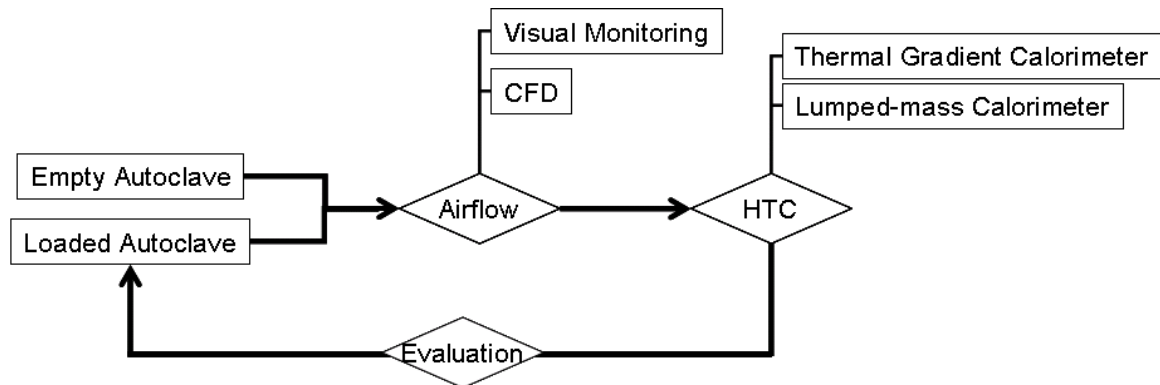 Visual Monitoring
CFD
Thermal Gradient Calorimeter
Lumped-mass Calorimeter
Empty Autoclave
Loaded Autoclave
Airflow
HTC
Evaluation